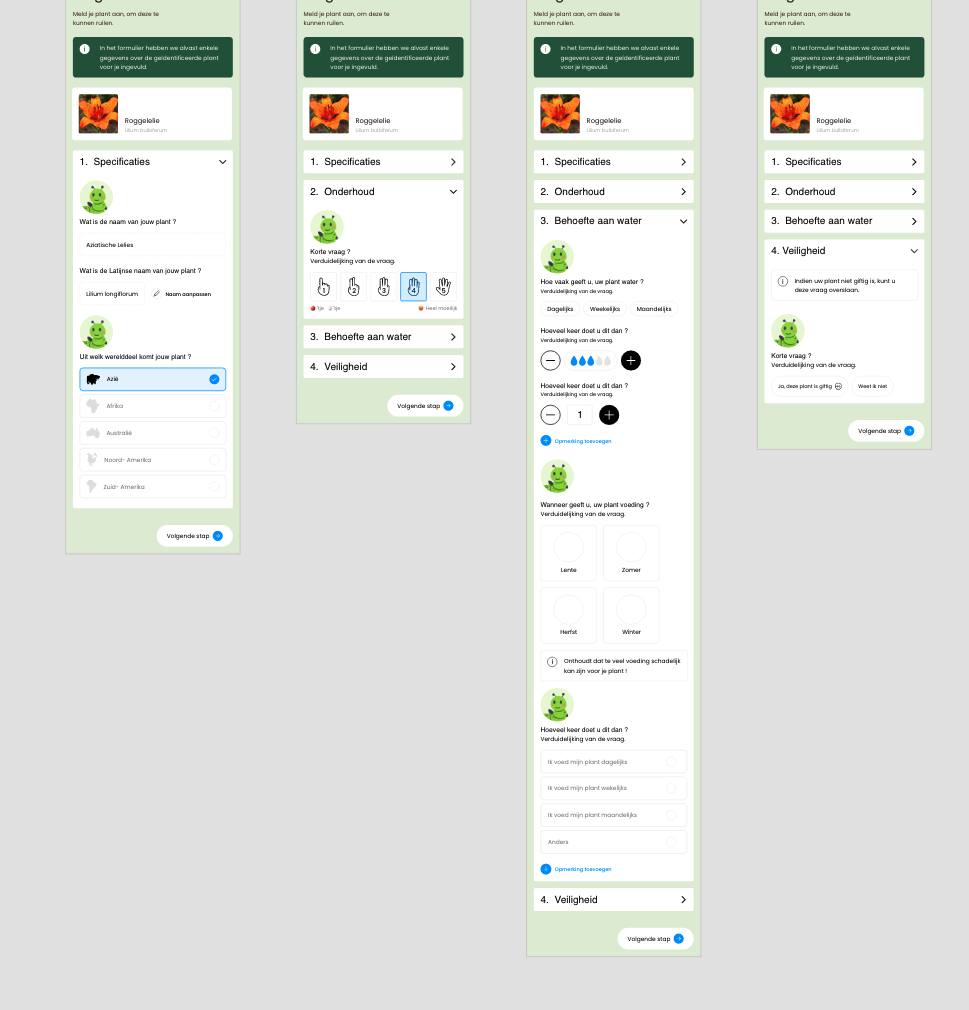 Meld je plant aan, om deze te
kunnen ruilen.
In het formulier hebben we alvast enkele
gegevens over de geïdentificeerde plant
voor je ingevuld.
Roggelelie
Lilium bulbiferum
1. Specificaties
Wat is de naam van jouw plant ?
Aziatische Lelies
Wat is de Latijnse naam van jouw plant ?
Lilium longiflorum
Naam aanpassen
Uit welk werelddeel komt jouw plant ?
Azië
Afrika
Australië
Noord- Amerika
Zuid- Amerika
Volgende stap
Meld je plant aan, om deze te
kunnen ruilen.
In het formulier hebben we alvast enkele
gegevens over de geïdentificeerde plant
voor je ingevuld.
Roggelelie
Lilium bulbiferum
1. Specificaties
2. Onderhoud
Korte vraag ?
Verduidelijking van de vraag.
1
2
3
4
5
Heel moeilijk
3. Behoefte aan water
4. Veiligheid
Volgende stap
Meld je plant aan, om deze te
kunnen ruilen.
In het formulier hebben we alvast enkele
gegevens over de geïdentificeerde plant
voor je ingevuld.
Roggelelie
Lilium bulbiferum
1. Specificaties
2. Onderhoud
3. Behoefte aan water
Hoe vaak geeft u, uw plant water ?
Verduidelijking van de vraag.
Dagelijks
Weekelijks
Maandelijks
Hoeveel keer doet u dit dan ?
Verduidelijking van de vraag.
Hoeveel keer doet u dit dan ?
Verduidelijking van de vraag.
1
Opmerking toevoegen
Wanneer geeft u, uw plant voeding ?
Verduidelijking van de vraag.
Lente
Zomer
Herfst
Winter
Onthoudt dat te veel voeding schadelijk
kan zijn voor je plant !
Hoeveel keer doet u dit dan ?
Verduidelijking van de vraag.
Ik voed mijn plant dagelijks
Ik voed mijn plant wekelijks
Ik voed mijn plant maandelijks
Anders
Opmerking toevoegen
4. Veiligheid
Volgende stap
Meld je plant aan, om deze te
kunnen ruilen.
In het formulier hebben we alvast enkele
gegevens over de geïdentificeerde plant
voor je ingevuld.
Roggelelie
Lilium bulbiferum
1. Specificaties
2. Onderhoud
3. Behoefte aan water
4. Veiligheid
Indien uw plant niet giftig is, kunt u
deze vraag overslaan.
Korte vraag ?
Verduidelijking van de vraag.
Ja, deze plant is giftig
Weet ik niet
Volgende stap